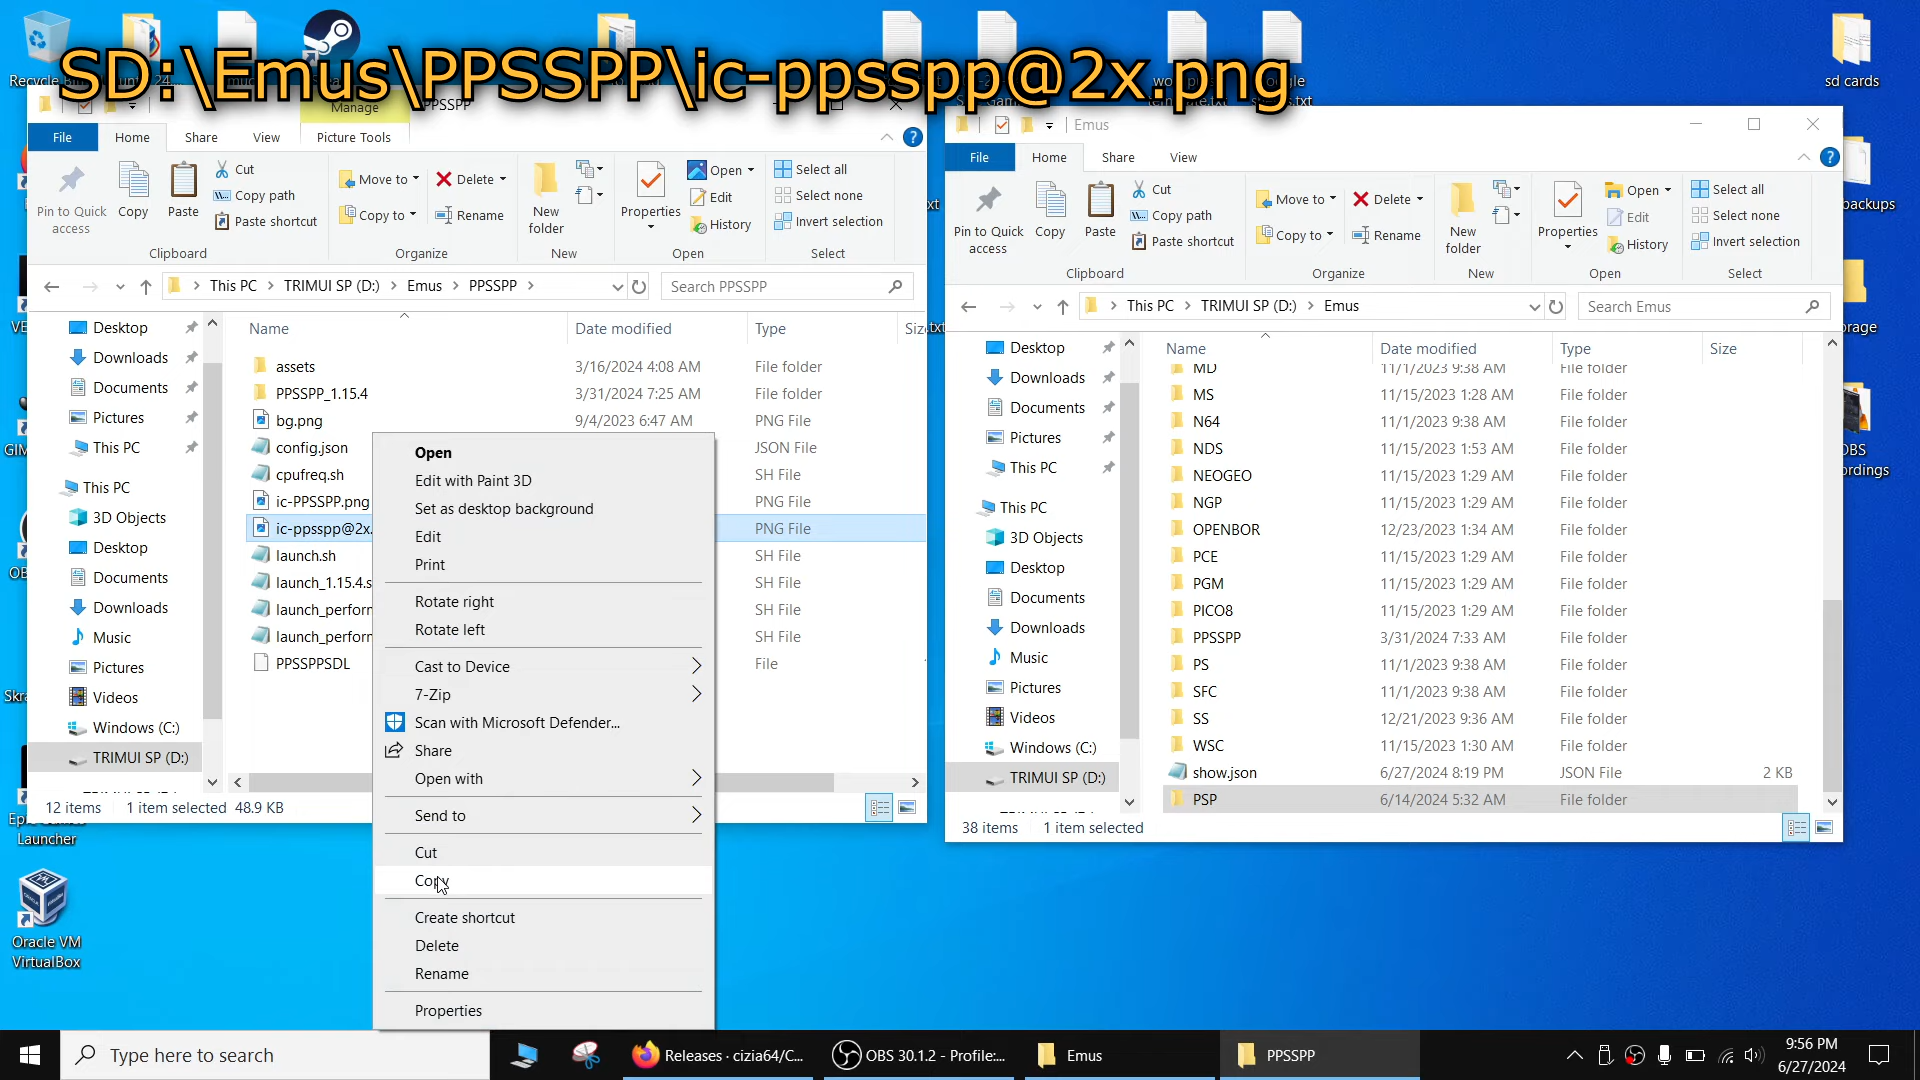 SD:\Emus\PPSSPP\ic-ppsspp@2x.png
sd cards
Manage
PPSSPP
File
Home
Share
View
Picture Tools
Pin to Quick access
Copy
Paste
Cut
Copy path
Paste shortcut
Clipboard
Move to
Copy to
Delete
Rename
Organize
New folder
New
Properties
Open
Edit
History
Open
Select all
Select none
Invert selection
Select
This PC
TRIMUI SP (D:)
Emus
PPSSPP
Search PPSSPP
Desktop
Downloads
Documents
Pictures
This PC
This PC
3D Objects
Desktop
Documents
Downloads
Music
Pictures
Videos
Windows (C:)
TRIMUI SP (D:)
Name
Date modified
Type
assets 3/16/2024 4:08 AM File folder
PPSSPP_1.15.4 3/31/2024 7:25 AM File folder
bg.png 9/4/2023 6:47 AM PNG File
config.json JSON File
cpufreq.sh SH File
ic-PPSSPP.png PNG File
ic-ppsspp@2x. PNG File
launch.sh SH File
launch_1.15.4.s SH File
launch_perforn SH File
launch_perforn SH File
PPSSPPSDL File
12 items
1 item selected 48.9 KB
Open
Edit with Paint 3D
Set as desktop background
Edit
Print
Rotate right
Rotate left
Cast to Device
7-Zip
Scan with Microsoft Defender...
Share
Open with
Send to
Cut
Copy
Create shortcut
Delete
Rename
Properties
Emus
File
Home
Share
View
Pin to Quick access
Copy
Paste
Cut
Copy path
Paste shortcut
Clipboard
Move to
Copy to
Delete
Rename
Organize
New folder
New
Properties
Open
Edit
History
Open
Select all
Select none
Invert selection
Select
This PC
TRIMUI SP (D:)
Emus
Search Emus
Desktop
Downloads
Documents
Pictures
This PC
This PC
3D Objects
Desktop
Documents
Downloads
Music
Pictures
Videos
Windows (C:)
TRIMUI SP (D:)
Name
Date modified
Type
Size
MD 11/1/2023 9:38 AM File folder
MS 11/15/2023 1:28 AM File folder
N64 11/1/2023 9:38 AM File folder
NDS 11/15/2023 1:53 AM File folder
NEOGEO 11/15/2023 1:29 AM File folder
NGP 11/15/2023 1:29 AM File folder
OPENBOR 12/23/2023 1:34 AM File folder
PCE 11/15/2023 1:29 AM File folder
PGM 11/15/2023 1:29 AM File folder
PICO8 11/15/2023 1:29 AM File folder
PPSSPP 3/31/2024 7:33 AM File folder
PS 11/1/2023 9:38 AM File folder
SFC 11/1/2023 9:38 AM File folder
SS 12/21/2023 9:36 AM File folder
WSC 11/15/2023 1:30 AM File folder
show.json 6/27/2024 8:19 PM JSON File 2 KB
PSP 6/14/2024 5:32 AM File folder
38 items
1 item selected
Launcher
Oracle VM
VirtualBox
Type here to search
Releases · cizia64/C...
OBS 30.1.2 - Profile:...
Emus
PPSSPP
9:56 PM
6/27/2024